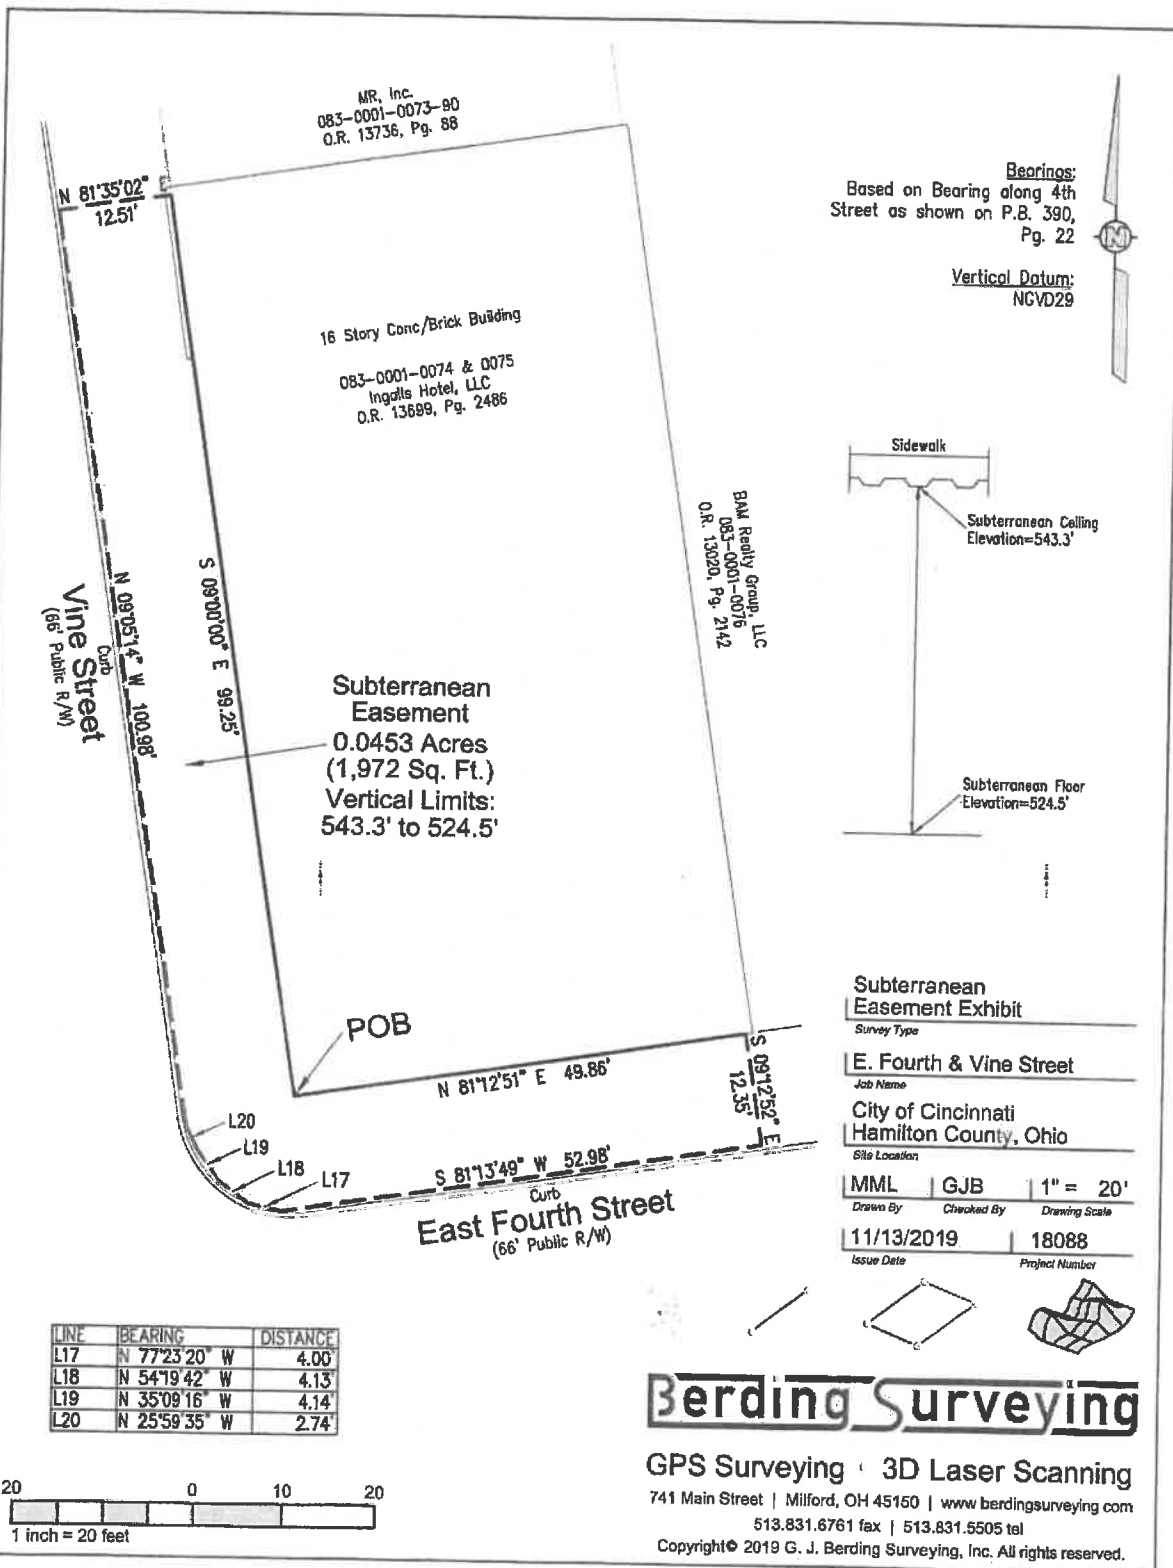 MR, Inc.
083-0001-0073-90
O.R. 13736, Pg. 88
N 81°35'02" E
12.51'
Bearings:
Based on Bearing along 4th
Street as shown on P.B. 390,
Pg. 22
N
Vertical Datum:
NGVD29
16 Story Conc/Brick Building
083-0001-0074 & 0075
Ingalls Hotel, LLC
O.R. 13699, Pg. 2486
Sidewalk
Subterranean Ceiling
Elevation=543.3'
BAM Realty Group, LLC
083-0001-0076
O.R. 13020, Pg. 2142
S 09°00'00" E 99.25'
N 09°05'14" W 100.98'
Curb
Vine Street
(66' Public R/W)
Subterranean
Easement
0.0453 Acres
(1,972 Sq. Ft.)
Vertical Limits:
543.3' to 524.5'
Subterranean Floor
Elevation=524.5'
POB
N 81°12'51" E 49.86'
S 09°12'52" E
12.35'
L20
L19
L18
L17
S 81°13'49" W 52.98'
Curb
East Fourth Street
(66' Public R/W)
Subterranean
Easement Exhibit
Survey Type
E. Fourth & Vine Street
Job Name
City of Cincinnati
Hamilton County, Ohio
Site Location
MML GJB 1" = 20'
Drawn By Checked By Drawing Scale
11/13/2019 18088
Issue Date Project Number
LINE BEARING DISTANCE
L17 N 77°23'20" W 4.00'
L18 N 54°19'42" W 4.13'
L19 N 35°09'16" W 4.14'
L20 N 25°59'35" W 2.74'
20 0 10 20
1 inch = 20 feet
Berding Surveying
GPS Surveying · 3D Laser Scanning
741 Main Street | Milford, OH 45150 | www.berdingsurveying.com
513.831.6761 fax | 513.831.5505 tel
Copyright© 2019 G. J. Berding Surveying, Inc. All rights reserved.